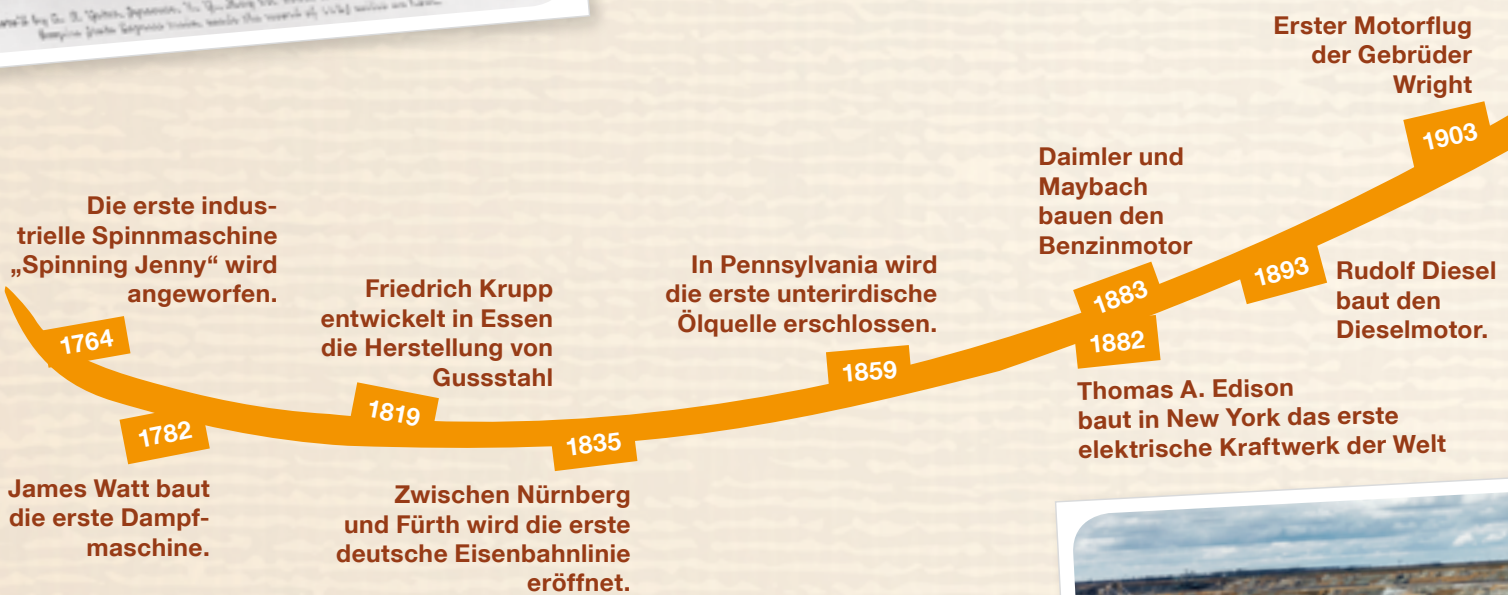 Erster Motorflug
der Gebrüder
Wright
1903
Daimler und
Maybach
bauen den
Benzinmotor
1883
Die erste indus-
trielle Spinnmaschine
„Spinning Jenny“ wird
angeworfen.
1764
Friedrich Krupp
entwickelt in Essen
die Herstellung von
Gussstahl
1819
In Pennsylvania wird
die erste unterirdische
Ölquelle erschlossen.
1859
1893
Rudolf Diesel
baut den
Dieselmotor.
1882
Thomas A. Edison
baut in New York das erste
elektrische Kraftwerk der Welt
1782
James Watt baut
die erste Dampf-
maschine.
1835
Zwischen Nürnberg
und Fürth wird die erste
deutsche Eisenbahnlinie
eröffnet.